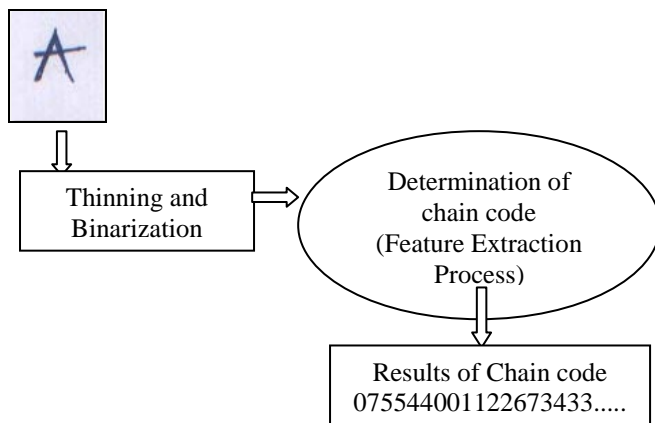 A
Thinning and
Binarization
Determination of
chain code
(Feature Extraction
Process)
Results of Chain code
075544001122673433.....